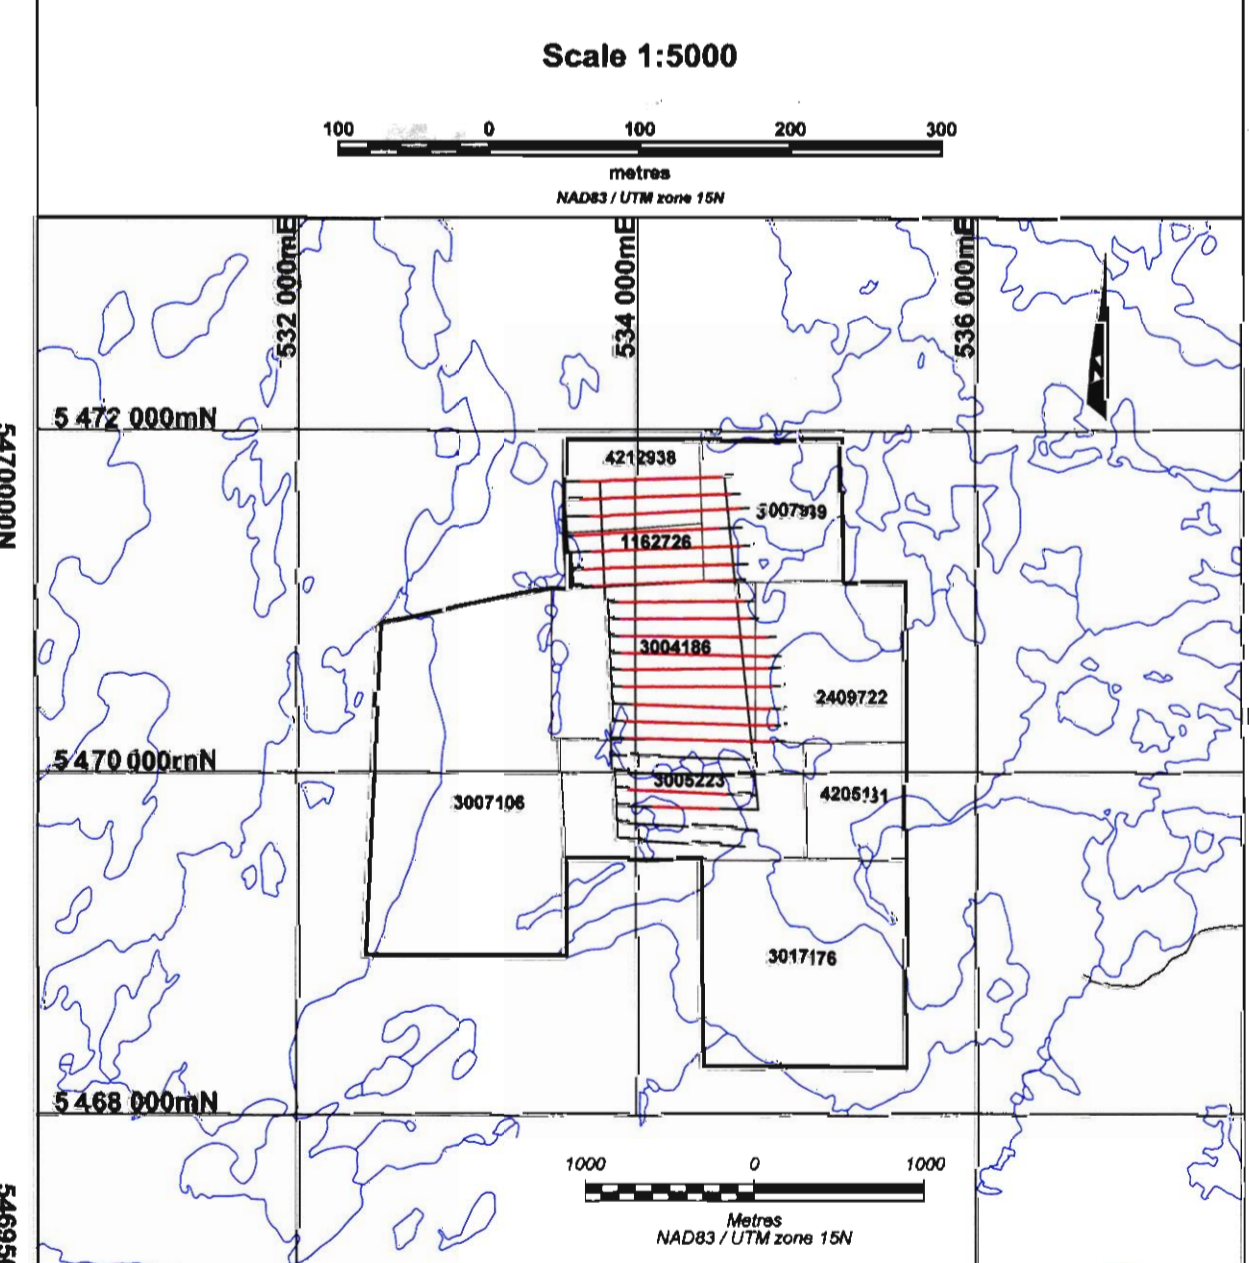 Scale 1:5000
100 0 100 200 300
metres
NAD83 / UTM zone 15N
532 000mE
534 000mE
536 000mE
N
5 472 000mN
5470000N
4212938
3007939
1162726
3004186
2409722
5 470 000mN
3005223
3007106
4205131
3017176
5 468 000mN
1000 0 1000
Metres
NAD83 / UTM zone 15N